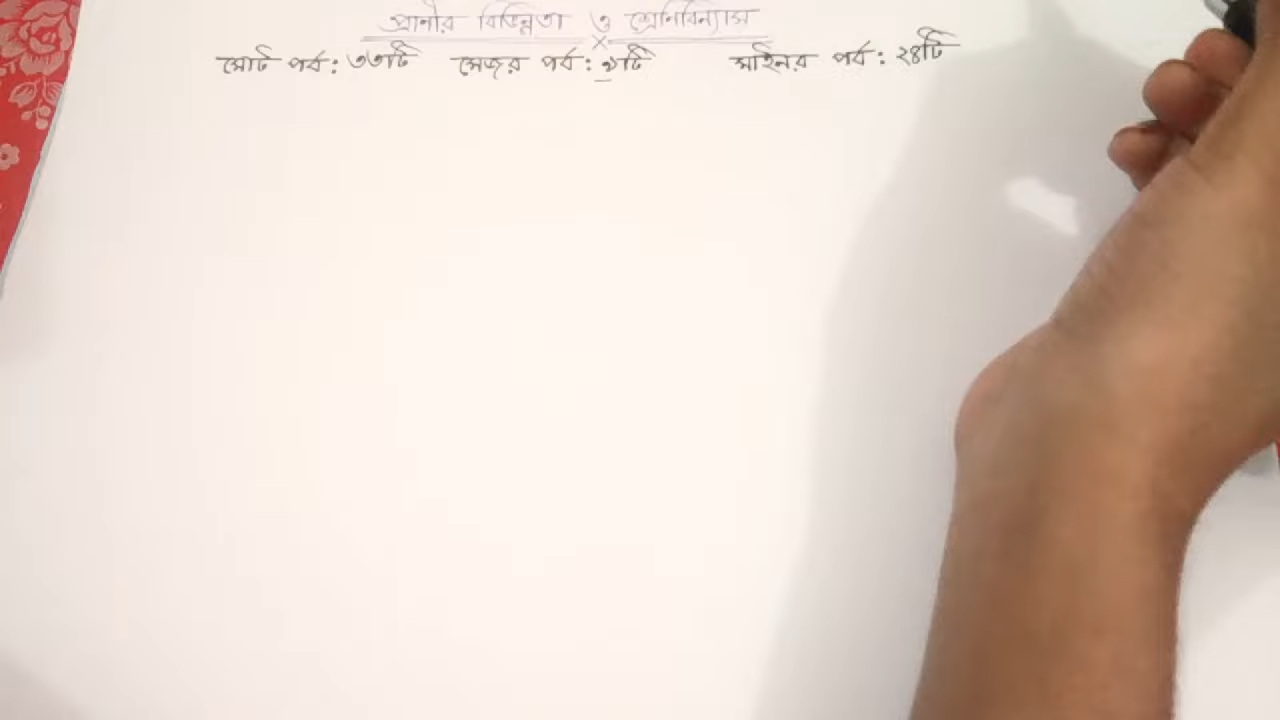 প্রাণীর বিভিন্নতা ও শ্রেণিবিন্যাস
মোট পর্ব: ৩৩টি মেজর পর্ব: ৯টি মাইনর পর্ব: ২৪টি